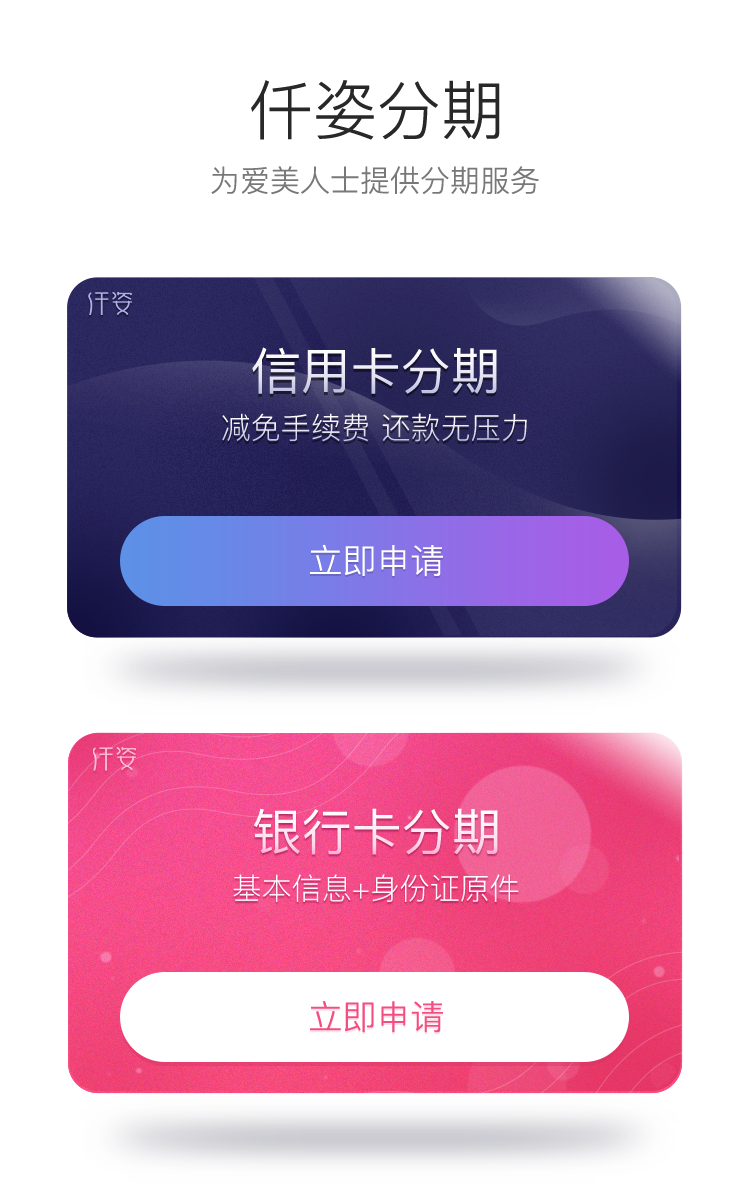 仟姿分期
为爱美人士提供分期服务
仟姿
信用卡分期
减免手续费 还款无压力
立即申请
仟姿
银行卡分期
基本信息+身份证原件
立即申请